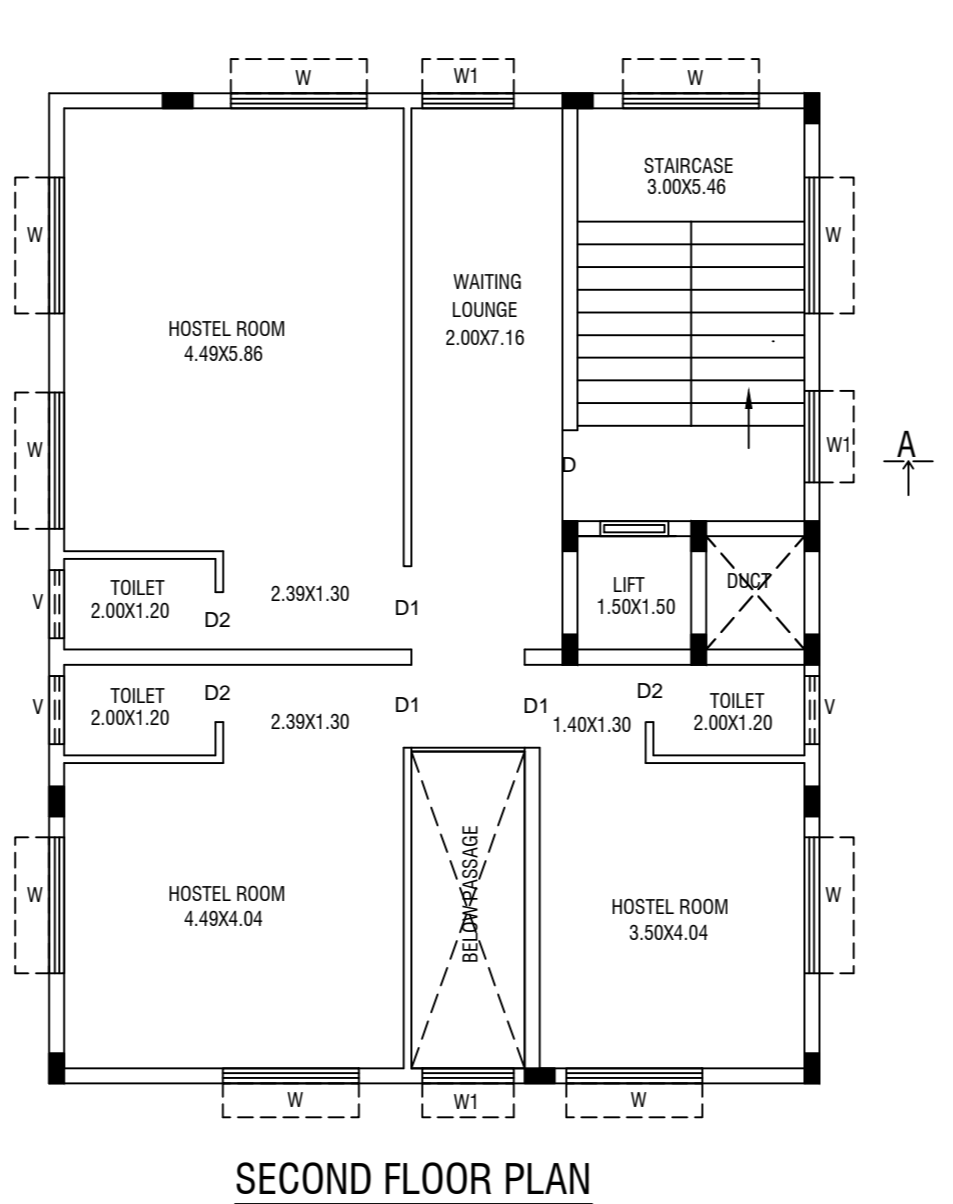 W
W1
W
STAIRCASE
3.00X5.46
W
W
WAITING
LOUNGE
2.00X7.16
HOSTEL ROOM
4.49X5.86
W
W1
A
D
TOILET
2.00X1.20
V
D2
2.39X1.30
D1
LIFT
1.50X1.50
DUCT
TOILET
2.00X1.20
V
D2
2.39X1.30
D1
D1
1.40X1.30
D2
TOILET
2.00X1.20
V
BELOW PASSAGE
W
HOSTEL ROOM
4.49X4.04
HOSTEL ROOM
3.50X4.04
W
W
W1
W
SECOND FLOOR PLAN